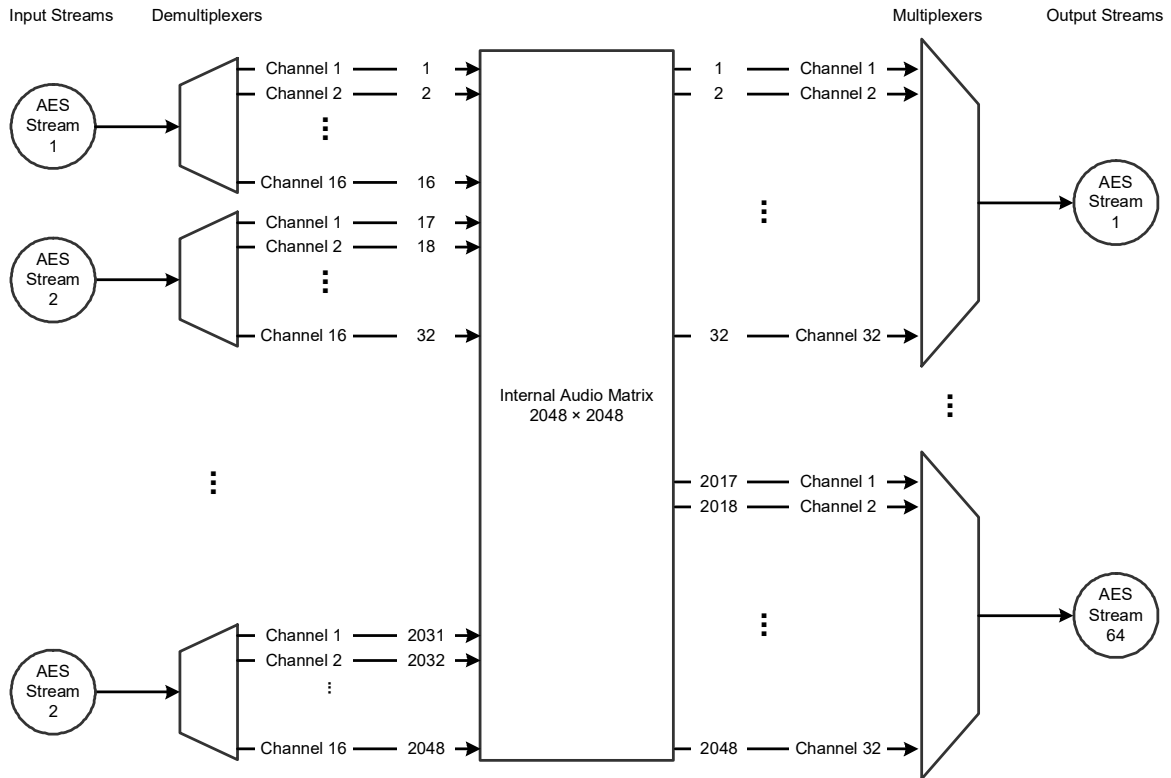 Input Streams Demultiplexers Multiplexers Output Streams
AES
Stream
1
Channel 1 1
Channel 2 2
Channel 16 16
AES
Stream
2
Channel 1 17
Channel 2 18
Channel 16 32
AES
Stream
2
Channel 1 2031
Channel 2 2032
Channel 16 2048
Internal Audio Matrix
2048 × 2048
1 Channel 1
2 Channel 2
32 Channel 32
AES
Stream
1
2017 Channel 1
2018 Channel 2
2048 Channel 32
AES
Stream
64